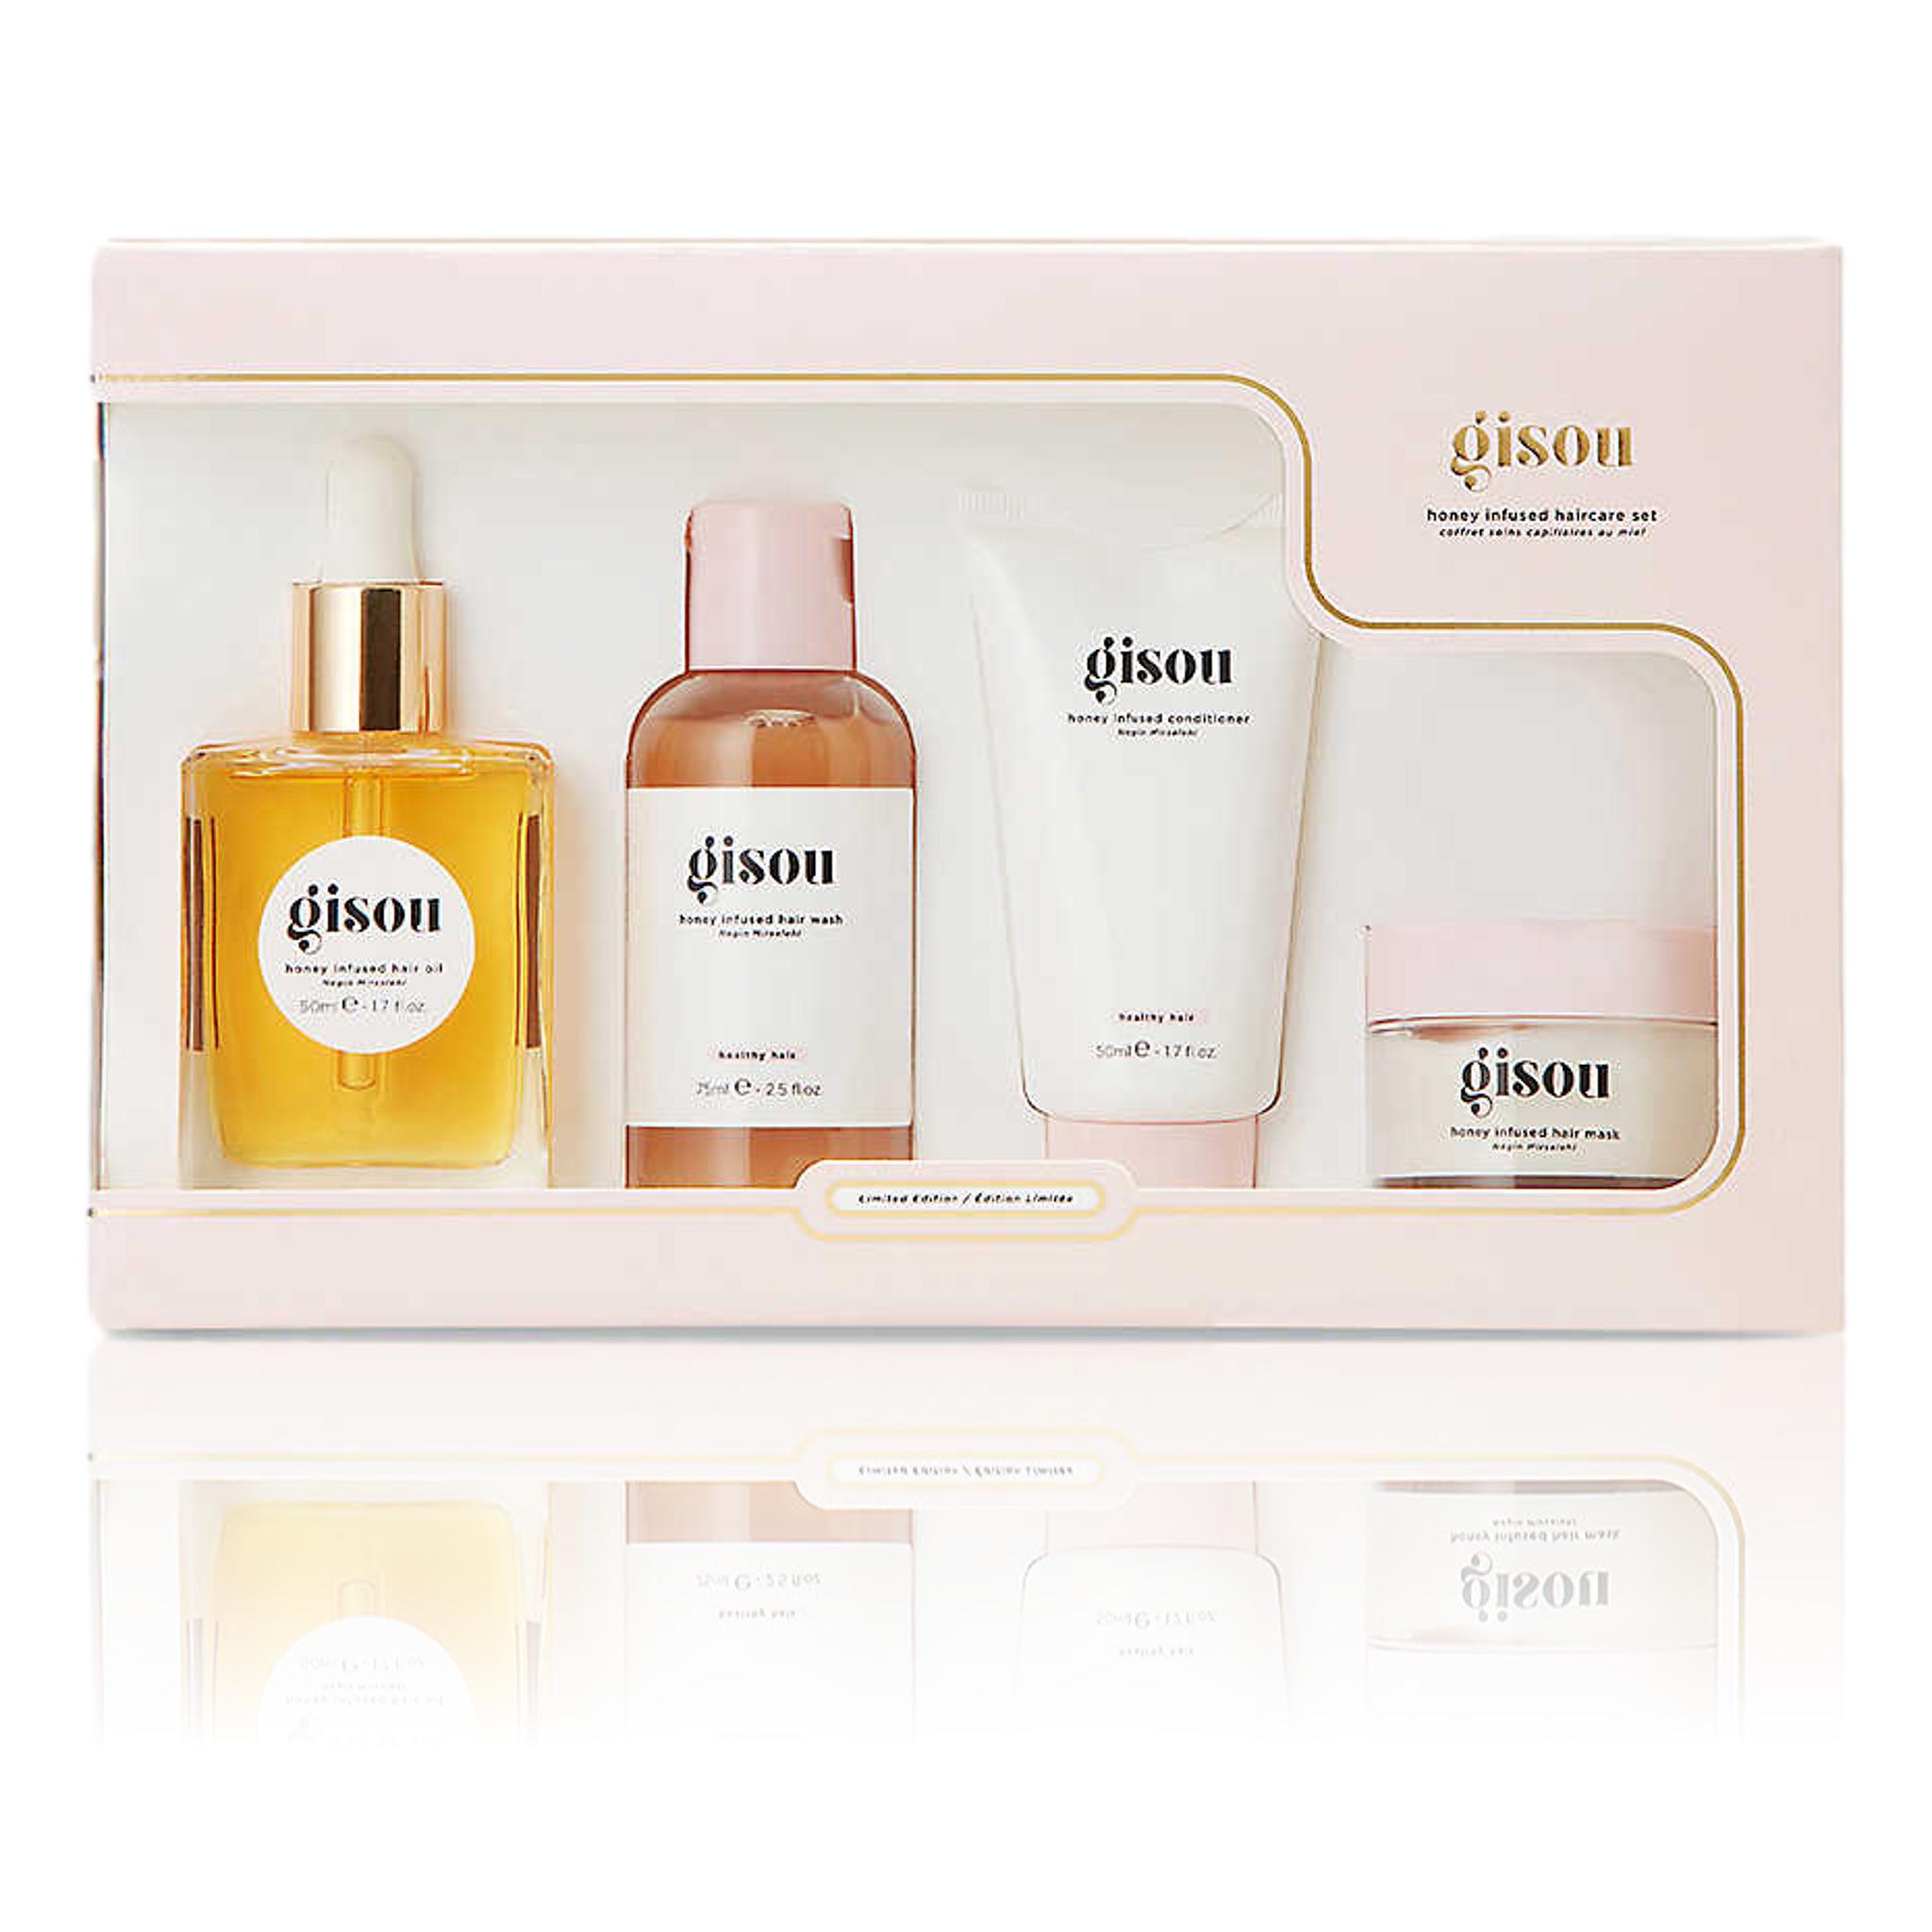 gisou
honey infused haircare set
coffret soins capillaires au miel
gisou
honey infused hair oil
Negin Mirsalehi
50ml e - 1.7 fl.oz.
gisou
honey infused hair wash
Negin Mirsalehi
healthy hair
75ml e - 2.5 fl.oz
gisou
honey infused conditioner
Negin Mirsalehi
healthy hair
50ml e - 1.7 fl.oz.
gisou
honey infused hair mask
Negin Mirsalehi
Limited Edition / Édition Limitée